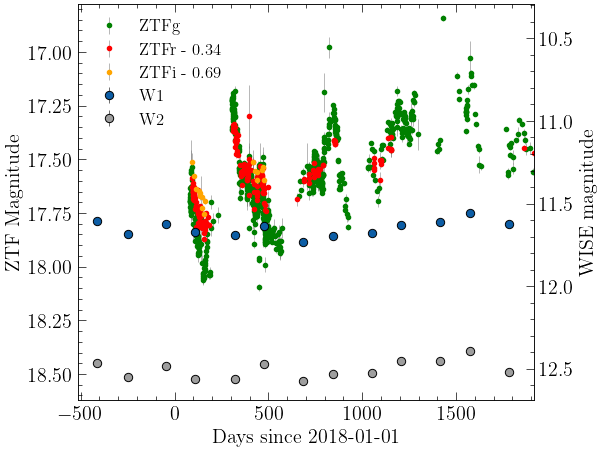 ZTFg
ZTFr - 0.34
ZTFi - 0.69
W1
W2
17.00
17.25
17.50
17.75
18.00
18.25
18.50
ZTF Magnitude
10.5
11.0
11.5
12.0
12.5
WISE magnitude
−500 0 500 1000 1500
Days since 2018-01-01